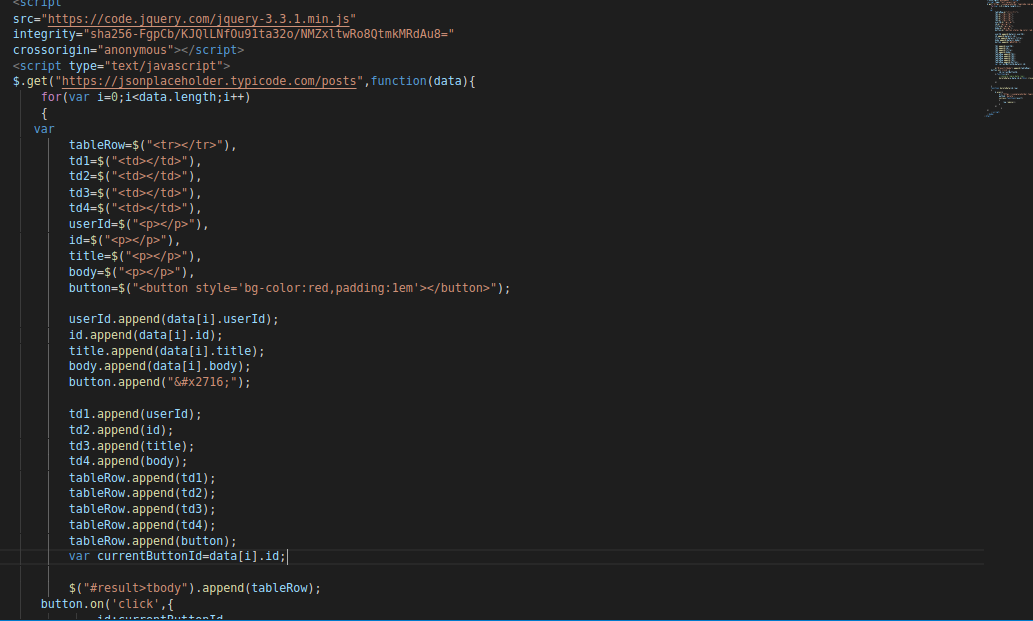 <script
src="https://code.jquery.com/jquery-3.3.1.min.js"
integrity="sha256-FgpCb/KJQlLNfOu91ta32o/NMZxltwRo8QtmkMRdAu8="
crossorigin="anonymous"></script>
<script type="text/javascript">
$.get("https://jsonplaceholder.typicode.com/posts",function(data){
for(var i=0;i<data.length;i++)
{
var
tableRow=$("<tr></tr>"),
td1=$("<td></td>"),
td2=$("<td></td>"),
td3=$("<td></td>"),
td4=$("<td></td>"),
userId=$("<p></p>"),
id=$("<p></p>"),
title=$("<p></p>"),
body=$("<p></p>"),
button=$("<button style='bg-color:red,padding:1em'></button>");
userId.append(data[i].userId);
id.append(data[i].id);
title.append(data[i].title);
body.append(data[i].body);
button.append("&#x2716;");
td1.append(userId);
td2.append(id);
td3.append(title);
td4.append(body);
tableRow.append(td1);
tableRow.append(td2);
tableRow.append(td3);
tableRow.append(td4);
tableRow.append(button);
var currentButtonId=data[i].id;
$("#result>tbody").append(tableRow);
button.on('click',{
id:currentButtonId